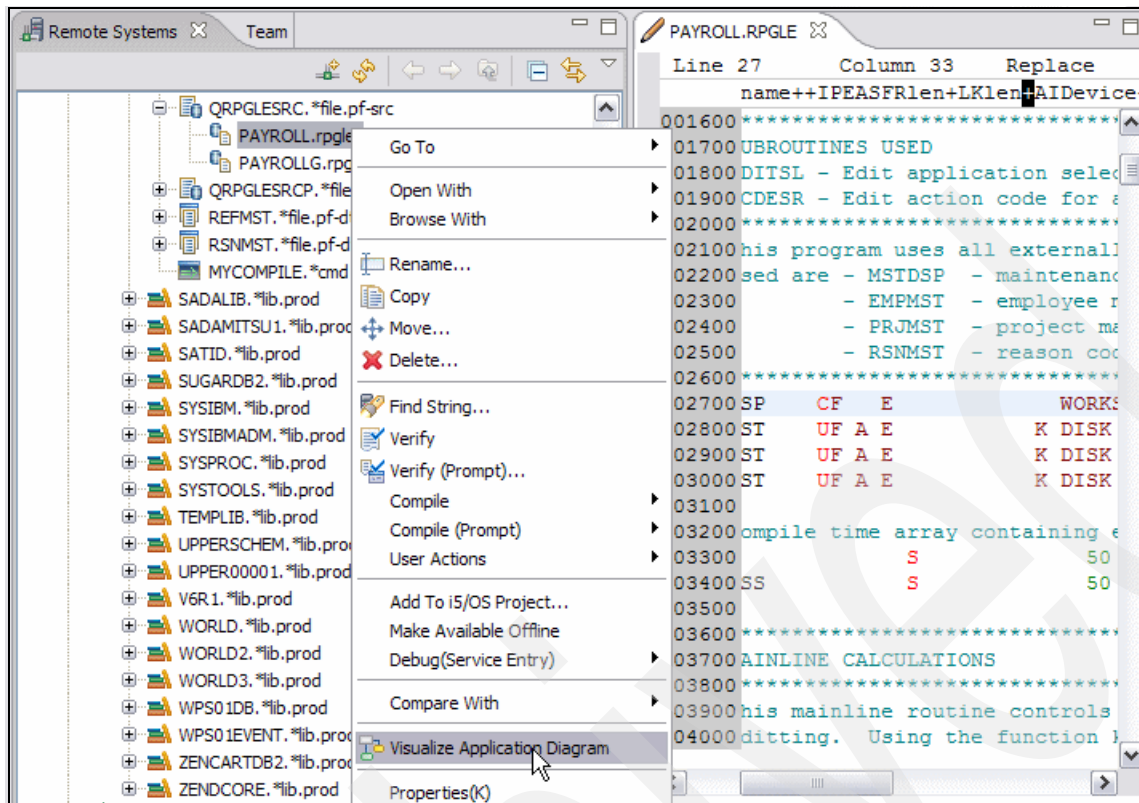 Remote Systems
Team
QRPGLESRC.*file.pf-src
PAYROLL.rpgle
PAYROLLG.rpg
QRPGLESRCP.*file
REFMST.*file.pf-d
RSNMST.*file.pf-d
MYCOMPILE.*cmd
SADALIB.*lib.prod
SADAMITSU1.*lib.prod
SATID.*lib.prod
SUGARDB2.*lib.prod
SYSIBM.*lib.prod
SYSIBMADM.*lib.prod
SYSPROC.*lib.prod
SYSTOOLS.*lib.prod
TEMPLIB.*lib.prod
UPPERSCHEM.*lib.prod
UPPER00001.*lib.prod
V6R1.*lib.prod
WORLD.*lib.prod
WORLD2.*lib.prod
WORLD3.*lib.prod
WPS01DB.*lib.prod
WPS01EVENT.*lib.prod
ZENCARTDB2.*lib.prod
ZENDCORE.*lib.prod
Go To
Open With
Browse With
Rename...
Copy
Move...
Delete...
Find String...
Verify
Verify (Prompt)...
Compile
Compile (Prompt)
User Actions
Add To i5/OS Project...
Make Available Offline
Debug(Service Entry)
Compare With
Visualize Application Diagram
Properties(K)
PAYROLL.RPGLE
Line 27 Column 33 Replace
name++IPEASFRlen+LKlen+AIDevice+
001600 **********************************
01700 UBROUTINES USED
01800 DITSL - Edit application selec
01900 CDESR - Edit action code for a
02000 **********************************
02100 his program uses all externall
02200 sed are - MSTDSP - maintenanc
02300 - EMPMST - employee m
02400 - PRJMST - project ma
02500 - RSNMST - reason cod
02600 **********************************
02700 SP CF E WORKS
02800 ST UF A E K DISK
02900 ST UF A E K DISK
03000 ST UF A E K DISK
03100
03200 ompile time array containing e
03300 S 50
03400 SS S 50
03500
03600 **********************************
03700 AINLINE CALCULATIONS
03800 **********************************
03900 his mainline routine controls
04000 ditting. Using the function k